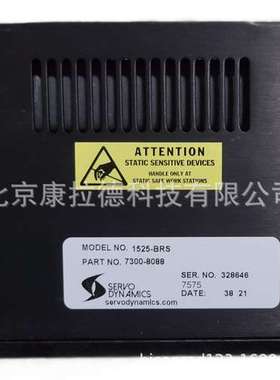 ATTENTION
STATIC SENSITIVE DEVICES
HANDLE ONLY AT
STATIC SAFE WORK STATIONS
北京康拉德科技有限公
MODEL NO. 1525-BRS
PART NO. 7300-8088
SER. NO. 328646
7575
DATE: 38 21
SERVO
DYNAMICS
servodynamics.com